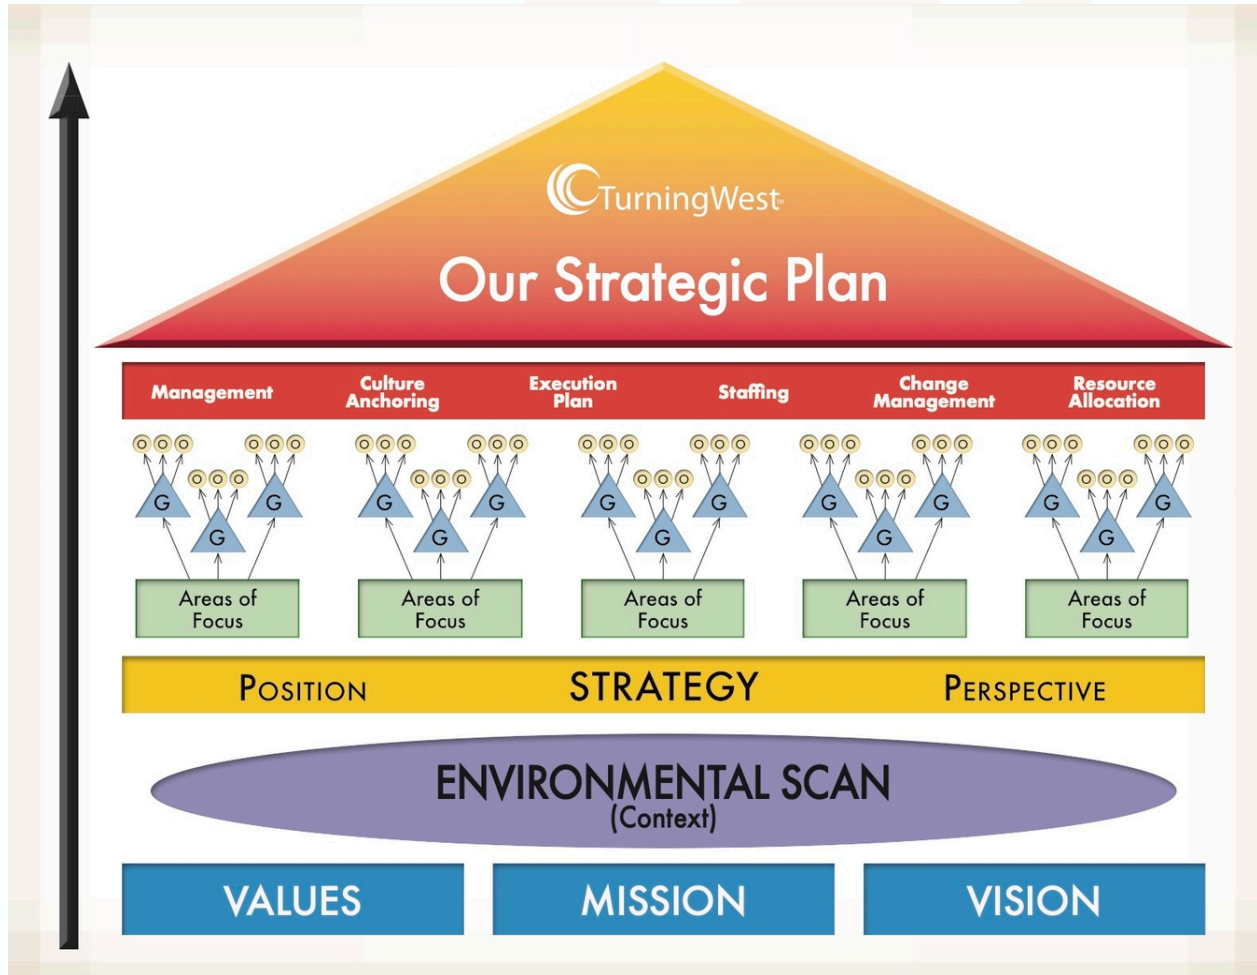 TurningWest™
Our Strategic Plan
Management
Culture
Anchoring
Execution
Plan
Staffing
Change
Management
Resource
Allocation
O O O O O O O O O O O O O O O O O O O O O O O O O O O O O O
O O O O O O O O O O O O O O O
G G G G G G G G G G
G G G G G
Areas of
Focus
Areas of
Focus
Areas of
Focus
Areas of
Focus
Areas of
Focus
POSITION STRATEGY PERSPECTIVE
ENVIRONMENTAL SCAN
(Context)
VALUES MISSION VISION